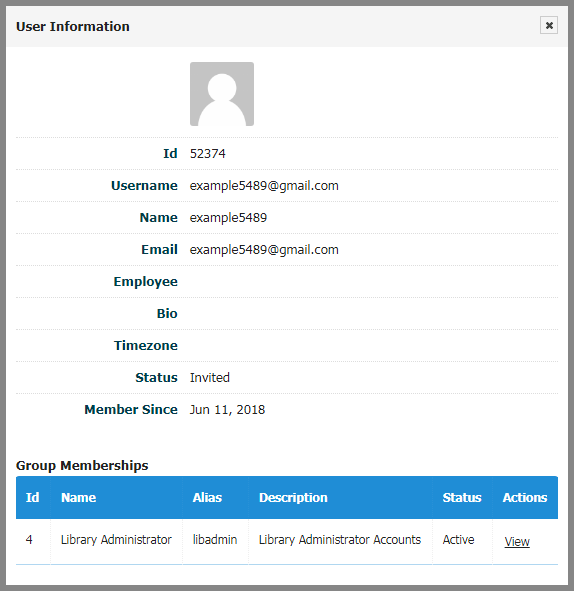 User Information
Id 52374
Username example5489@gmail.com
Name example5489
Email example5489@gmail.com
Employee
Bio
Timezone
Status Invited
Member Since Jun 11, 2018
Group Memberships
Id Name Alias Description Status Actions
4 Library Administrator libadmin Library Administrator Accounts Active View